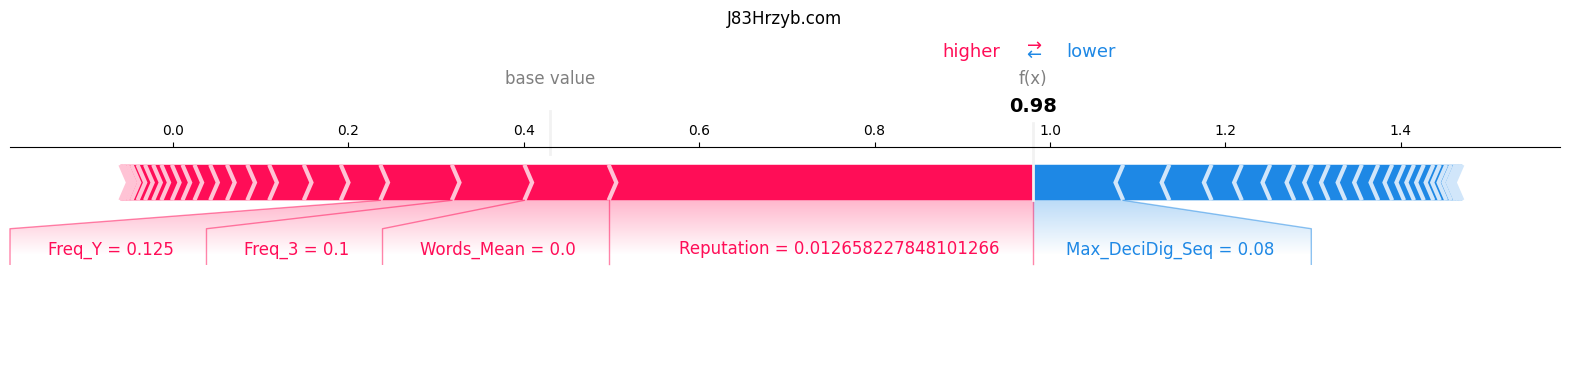 J83Hrzyb.com
higher ⇄ lower
base value
f(x)
0.98
0.0 0.2 0.4 0.6 0.8 1.0 1.2 1.4
Freq_Y = 0.125 Freq_3 = 0.1 Words_Mean = 0.0 Reputation = 0.012658227848101266 Max_DeciDig_Seq = 0.08